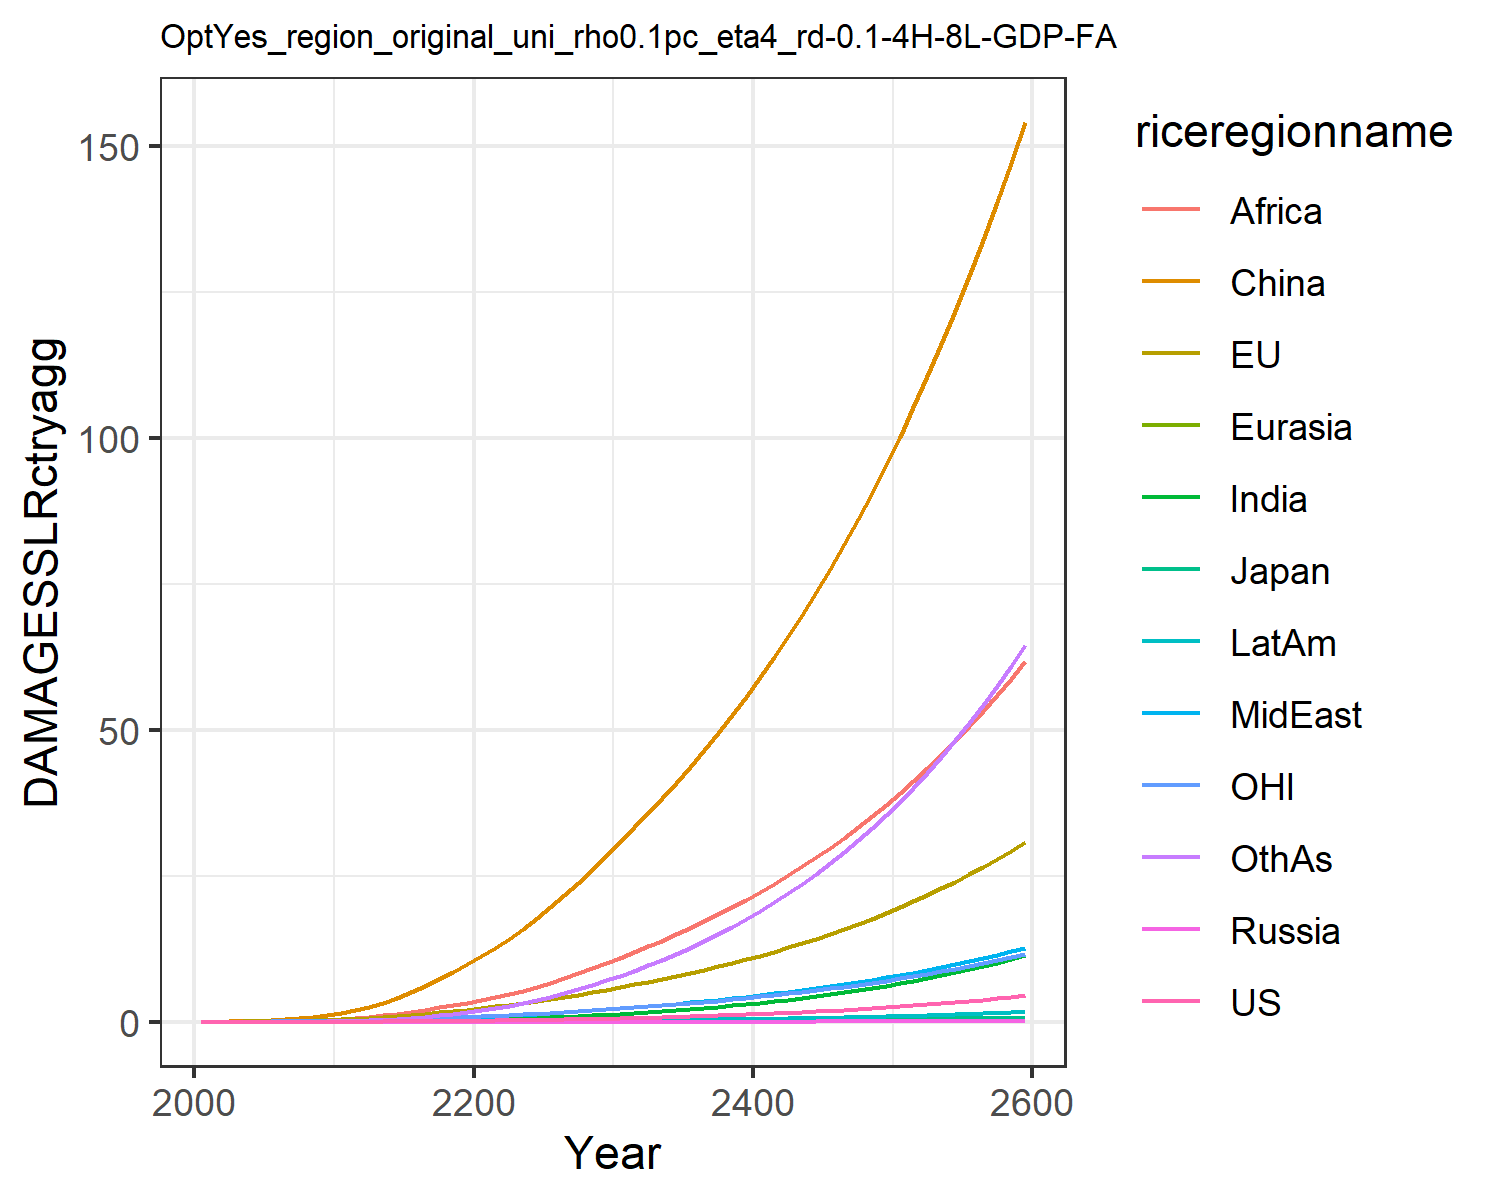 OptYes_region_original_uni_rho0.1pc_eta4_rd-0.1-4H-8L-GDP-FA
DAMAGESSLRctryagg
150
100
50
0
2000
2200
2400
2600
Year
riceregionname
Africa
China
EU
Eurasia
India
Japan
LatAm
MidEast
OHI
OthAs
Russia
US